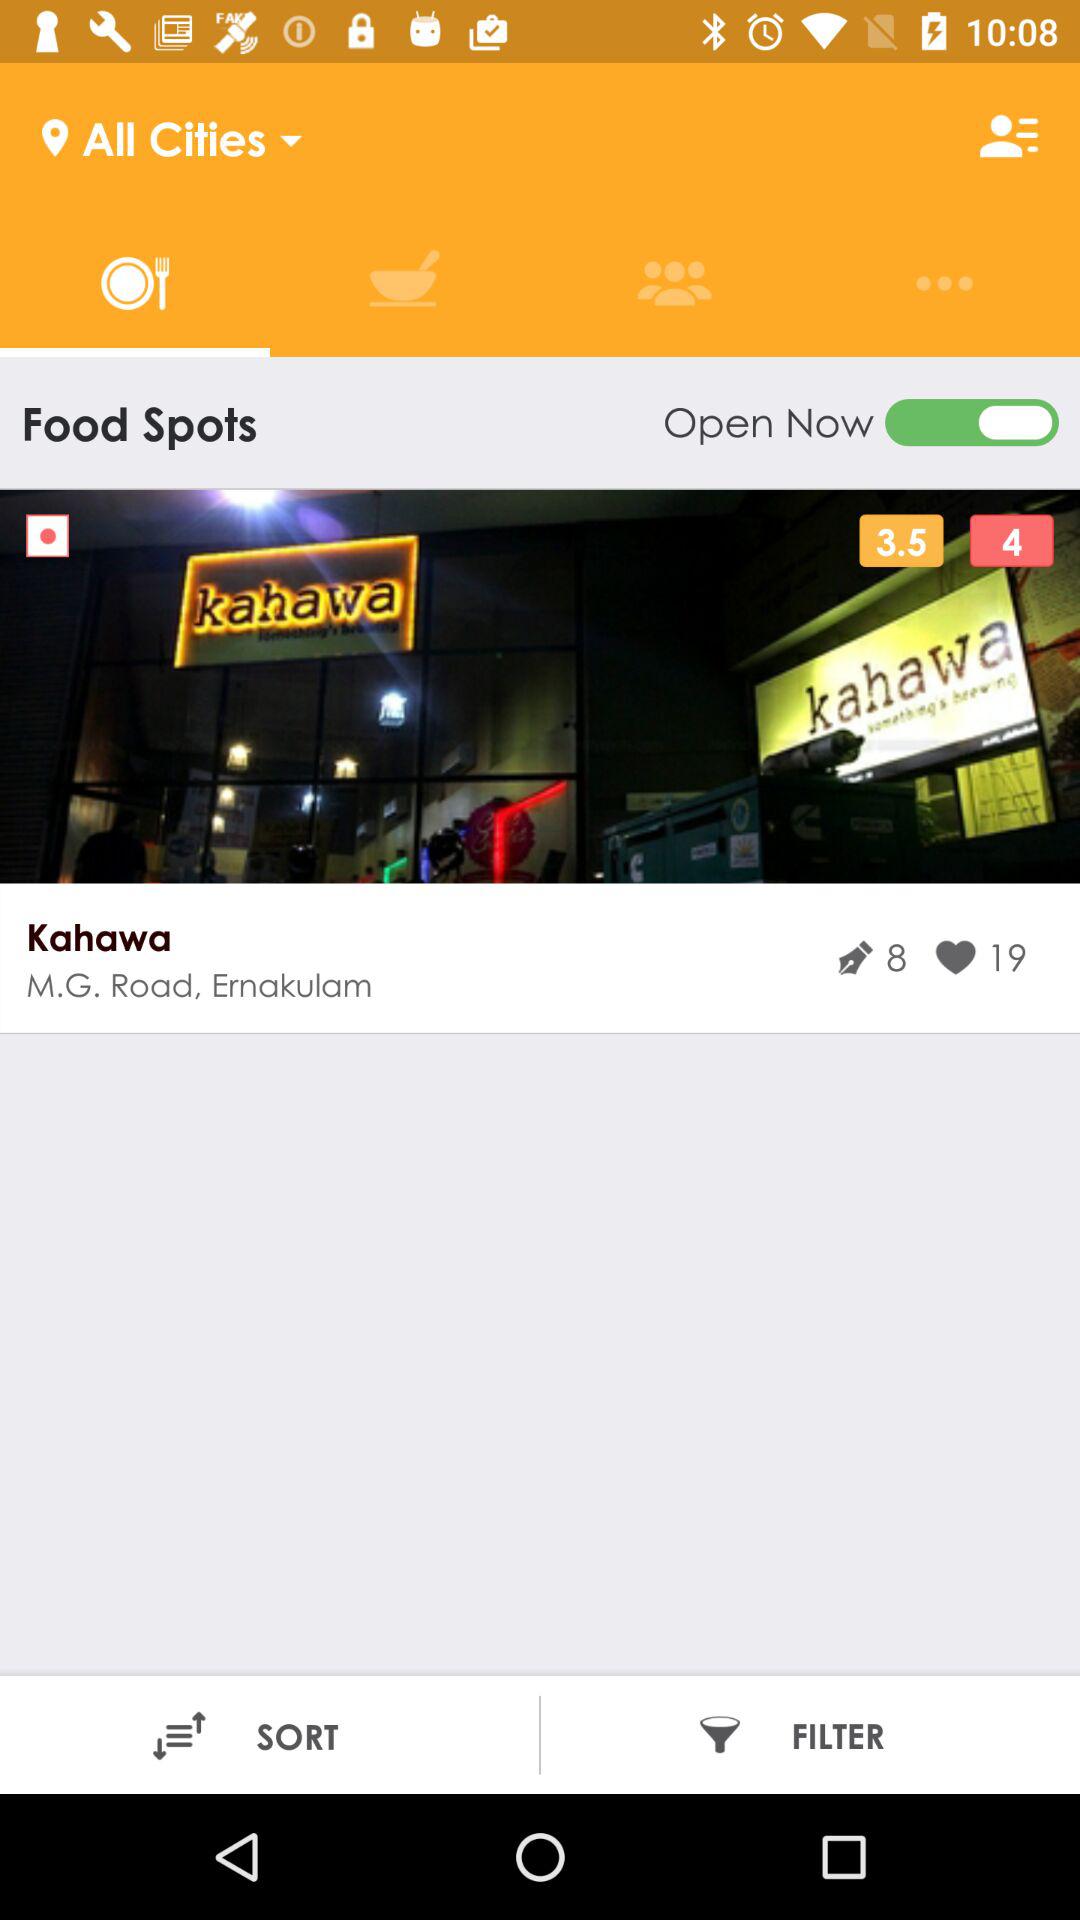 FAKE
10:08
All Cities
Food Spots
Open Now
3.5
4
kahawa
something's brewing
kahawa
something's brewing
Kahawa
8
19
M.G. Road, Ernakulam
SORT
FILTER